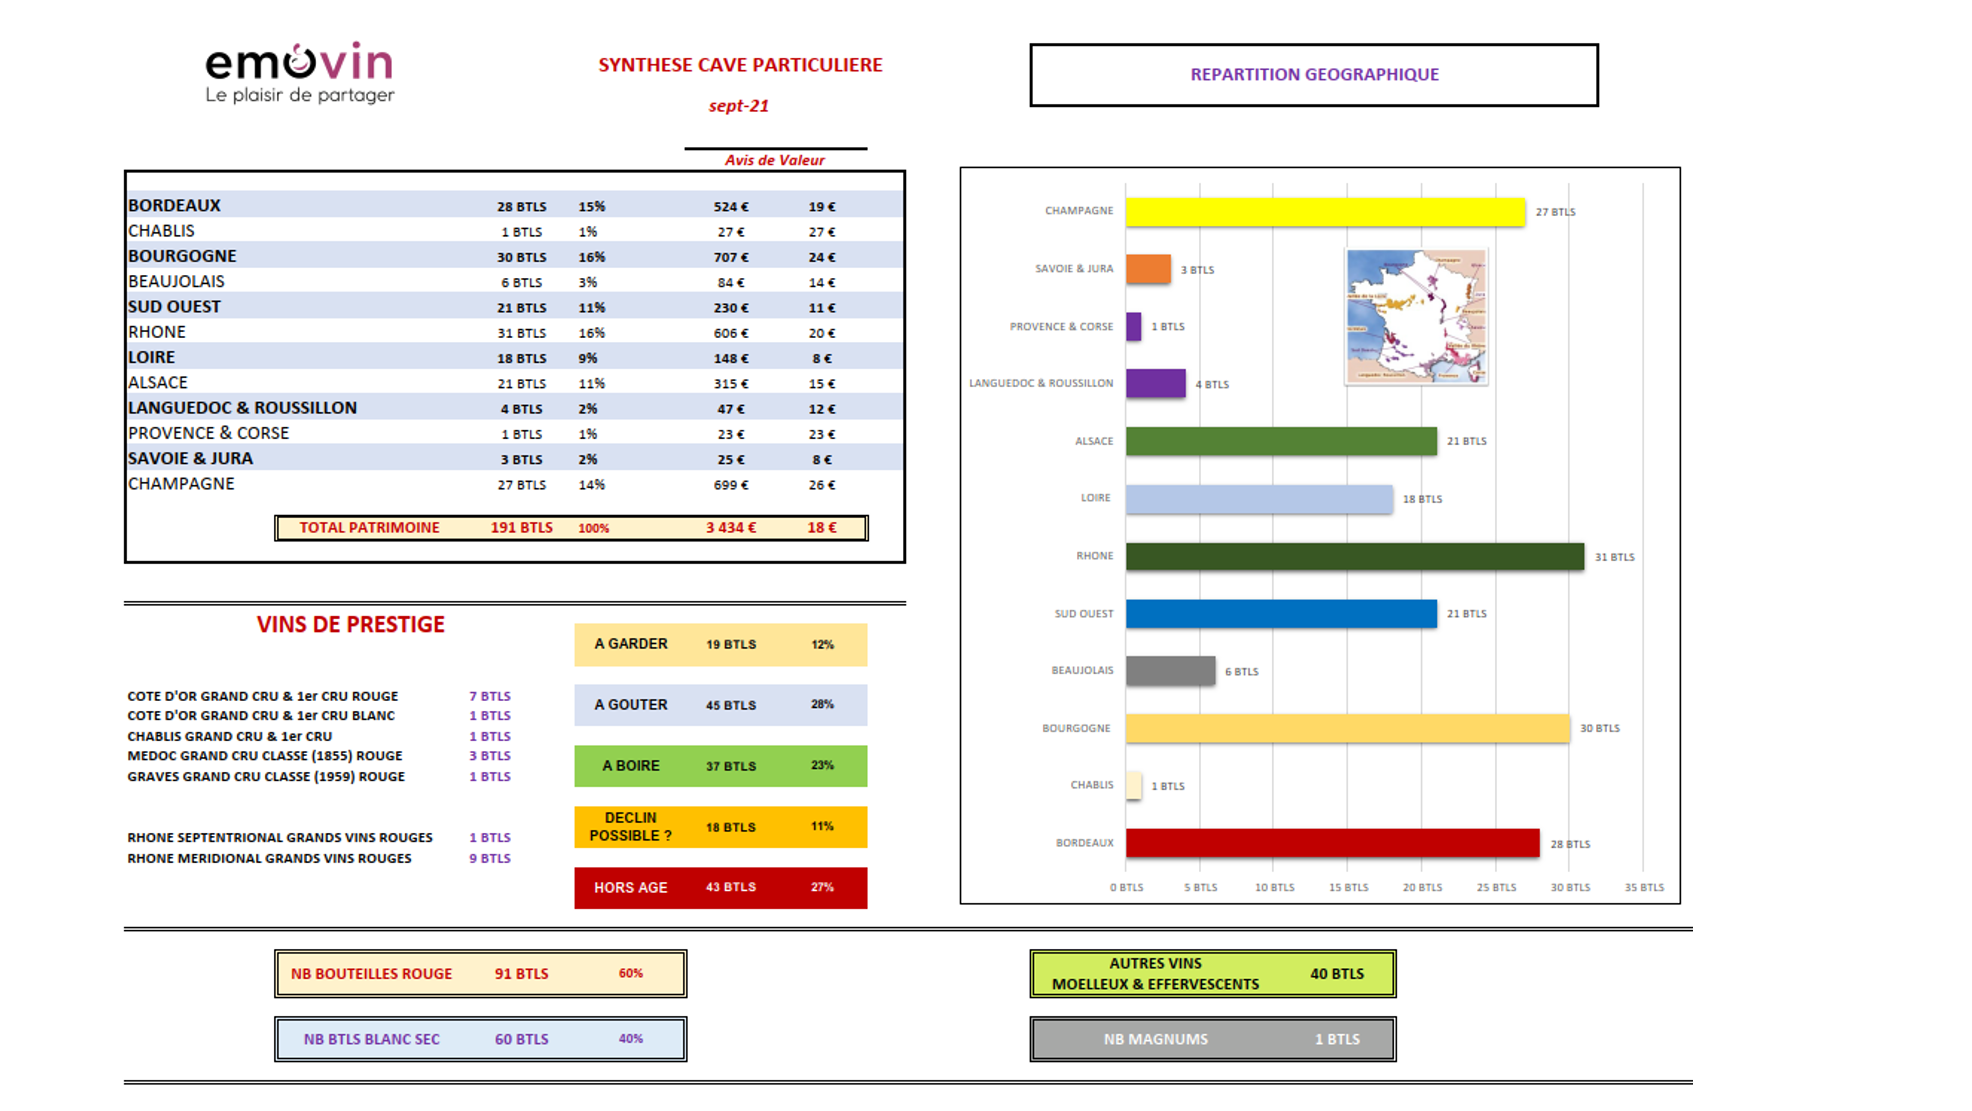 emovin
Le plaisir de partager
SYNTHESE CAVE PARTICULIERE
sept-21
REPARTITION GEOGRAPHIQUE
Avis de Valeur
BORDEAUX 28 BTLS 15% 524 € 19 €
CHABLIS 1 BTLS 1% 27 € 27 €
BOURGOGNE 30 BTLS 16% 707 € 24 €
BEAUJOLAIS 6 BTLS 3% 84 € 14 €
SUD OUEST 21 BTLS 11% 230 € 11 €
RHONE 31 BTLS 16% 606 € 20 €
LOIRE 18 BTLS 9% 148 € 8 €
ALSACE 21 BTLS 11% 315 € 15 €
LANGUEDOC & ROUSSILLON 4 BTLS 2% 47 € 12 €
PROVENCE & CORSE 1 BTLS 1% 23 € 23 €
SAVOIE & JURA 3 BTLS 2% 25 € 8 €
CHAMPAGNE 27 BTLS 14% 699 € 26 €
TOTAL PATRIMOINE 191 BTLS 100% 3 434 € 18 €
CHAMPAGNE 27 BTLS
SAVOIE & JURA 3 BTLS
PROVENCE & CORSE 1 BTLS
LANGUEDOC & ROUSSILLON 4 BTLS
ALSACE 21 BTLS
LOIRE 18 BTLS
RHONE 31 BTLS
SUD OUEST 21 BTLS
BEAUJOLAIS 6 BTLS
BOURGOGNE 30 BTLS
CHABLIS 1 BTLS
BORDEAUX 28 BTLS
0 BTLS 5 BTLS 10 BTLS 15 BTLS 20 BTLS 25 BTLS 30 BTLS 35 BTLS
VINS DE PRESTIGE
COTE D'OR GRAND CRU & 1er CRU ROUGE 7 BTLS
COTE D'OR GRAND CRU & 1er CRU BLANC 1 BTLS
CHABLIS GRAND CRU & 1er CRU 1 BTLS
MEDOC GRAND CRU CLASSE (1855) ROUGE 3 BTLS
GRAVES GRAND CRU CLASSE (1959) ROUGE 1 BTLS
RHONE SEPTENTRIONAL GRANDS VINS ROUGES 1 BTLS
RHONE MERIDIONAL GRANDS VINS ROUGES 9 BTLS
A GARDER 19 BTLS 12%
A GOUTER 45 BTLS 28%
A BOIRE 37 BTLS 23%
DECLIN
POSSIBLE ? 18 BTLS 11%
HORS AGE 43 BTLS 27%
NB BOUTEILLES ROUGE 91 BTLS 60%
NB BTLS BLANC SEC 60 BTLS 40%
AUTRES VINS
MOELLEUX & EFFERVESCENTS 40 BTLS
NB MAGNUMS 1 BTLS